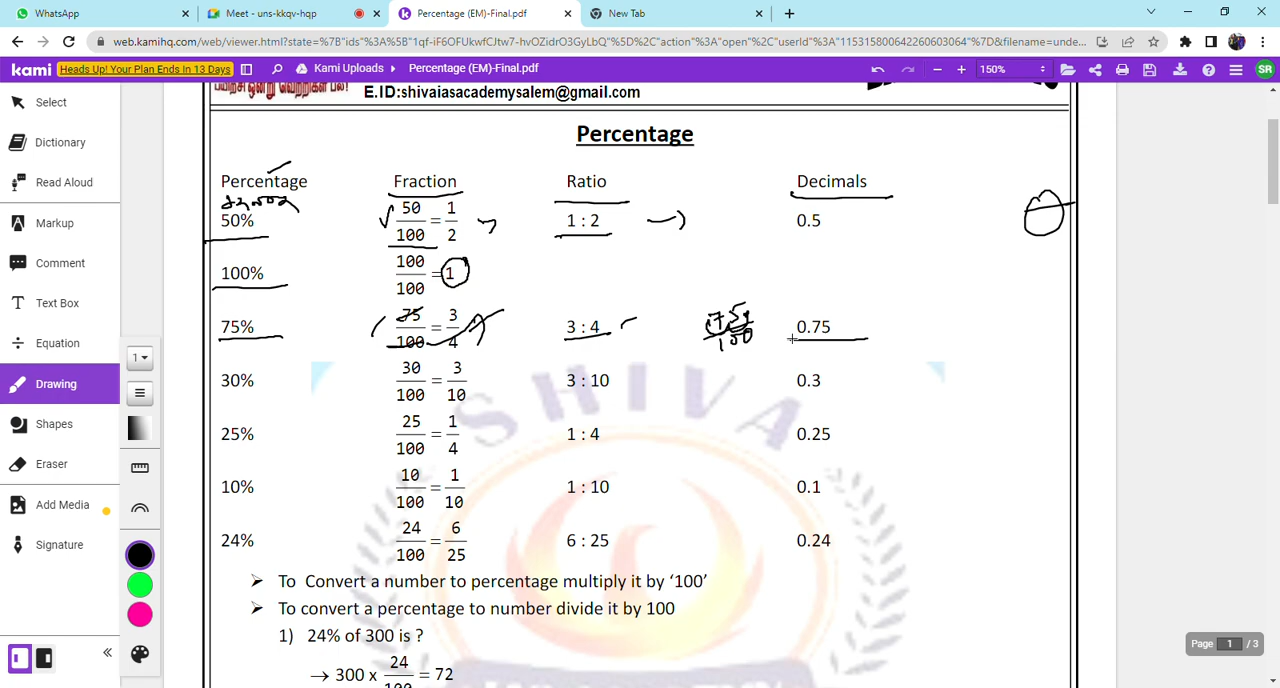 WhatsApp
Meet - uns-kkqv-hqp
Percentage (EM)-Final.pdf
New Tab
web.kamihq.com/web/viewer.html?state=%7B"ids"%3A%5B"1qf-iF6OFUkwfCJtw7-hvOZidrO3GyLbQ"%5D%2C"action"%3A"open"%2C"userId"%3A"115315800642260603064"%7D&filename=unde...
kami
Heads Up! Your Plan Ends In 13 Days
Kami Uploads
Percentage (EM)-Final.pdf
150%
SR
Select
Dictionary
Read Aloud
Markup
Comment
Text Box
Equation
Drawing
Shapes
Eraser
Add Media
Signature
1
பயிற்சி ஒன்று வெற்றிகள் பல!
E.ID:shivaiasacademysalem@gmail.com
Percentage
Percentage Fraction Ratio Decimals
50% 50/100 = 1/2 1 : 2 0.5
100% 100/100 = 1
75% 75/100 = 3/4 3 : 4 0.75
30% 30/100 = 3/10 3 : 10 0.3
25% 25/100 = 1/4 1 : 4 0.25
10% 10/100 = 1/10 1 : 10 0.1
24% 24/100 = 6/25 6 : 25 0.24
➢ To Convert a number to percentage multiply it by ‘100’
➢ To convert a percentage to number divide it by 100
1) 24% of 300 is ?
→ 300 x 24/100 = 72
SHIVA
Page 1 / 3